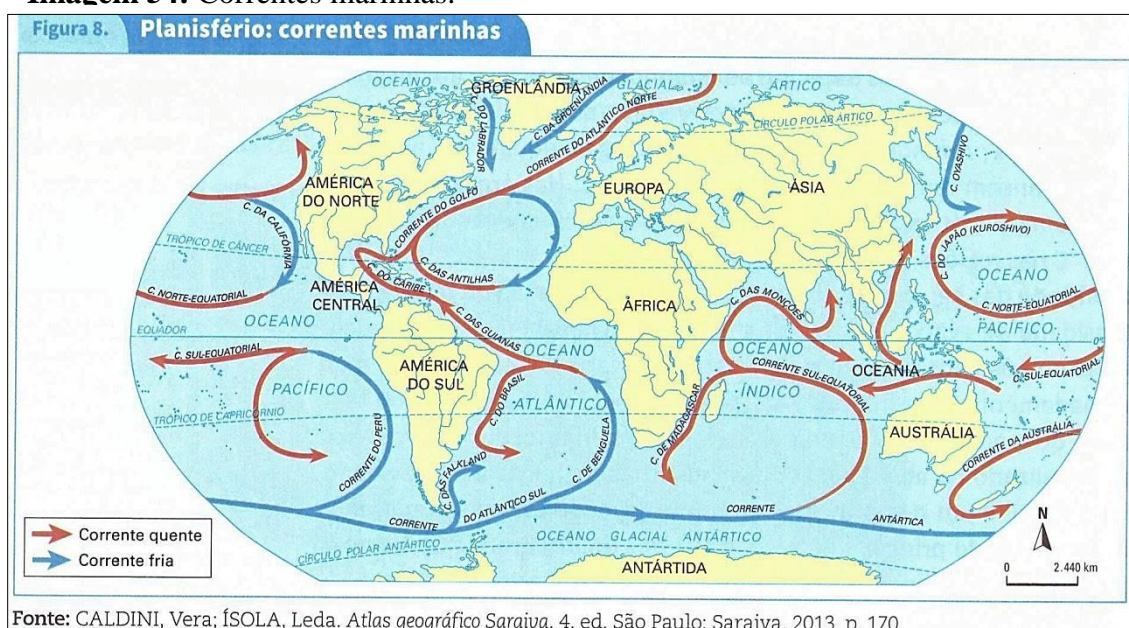 Imagem 54: Correntes marinhas.
Figura 8. Planisfério: correntes marinhas
OCEANO GLACIAL ÁRTICO
GROENLÂNDIA
C. DA GROENLÂNDIA
C. DO LABRADOR
CORRENTE DO ATLÂNTICO NORTE
CÍRCULO POLAR ÁRTICO
C. OYASHIVO
AMÉRICA
DO NORTE
EUROPA
ÁSIA
C. DA CALIFÓRNIA
CORRENTE DO GOLFO
C. DO JAPÃO (KUROSHIVO)
TRÓPICO DE CÂNCER
C. DAS ANTILHAS
C. DO CARIBE
OCEANO
PACÍFICO
C. NORTE-EQUATORIAL
AMÉRICA
CENTRAL
C. DAS GUIANAS
ÁFRICA
C. DAS MONÇÕES
C. NORTE-EQUATORIAL
EQUADOR
0°
OCEANO
PACÍFICO
C. SUL-EQUATORIAL
AMÉRICA
DO SUL
OCEANO
ATLÂNTICO
OCEANO
ÍNDICO
CORRENTE SUL-EQUATORIAL
OCEANIA
C. SUL-EQUATORIAL
C. DO BRASIL
TRÓPICO DE CAPRICÓRNIO
CORRENTE DO PERU
C. DE BENGUELA
C. DE MADAGASCAR
AUSTRÁLIA
CORRENTE DA AUSTRÁLIA
C. DAS FALKLAND
CORRENTE DO ATLÂNTICO SUL
CORRENTE ANTÁRTICA
CÍRCULO POLAR ANTÁRTICO
OCEANO GLACIAL ANTÁRTICO
ANTÁRTIDA
N
0 2.440 km
Corrente quente
Corrente fria
Fonte: CALDINI, Vera; ÍSOLA, Leda. Atlas geográfico Saraiva. 4. ed. São Paulo: Saraiva, 2013. p. 170